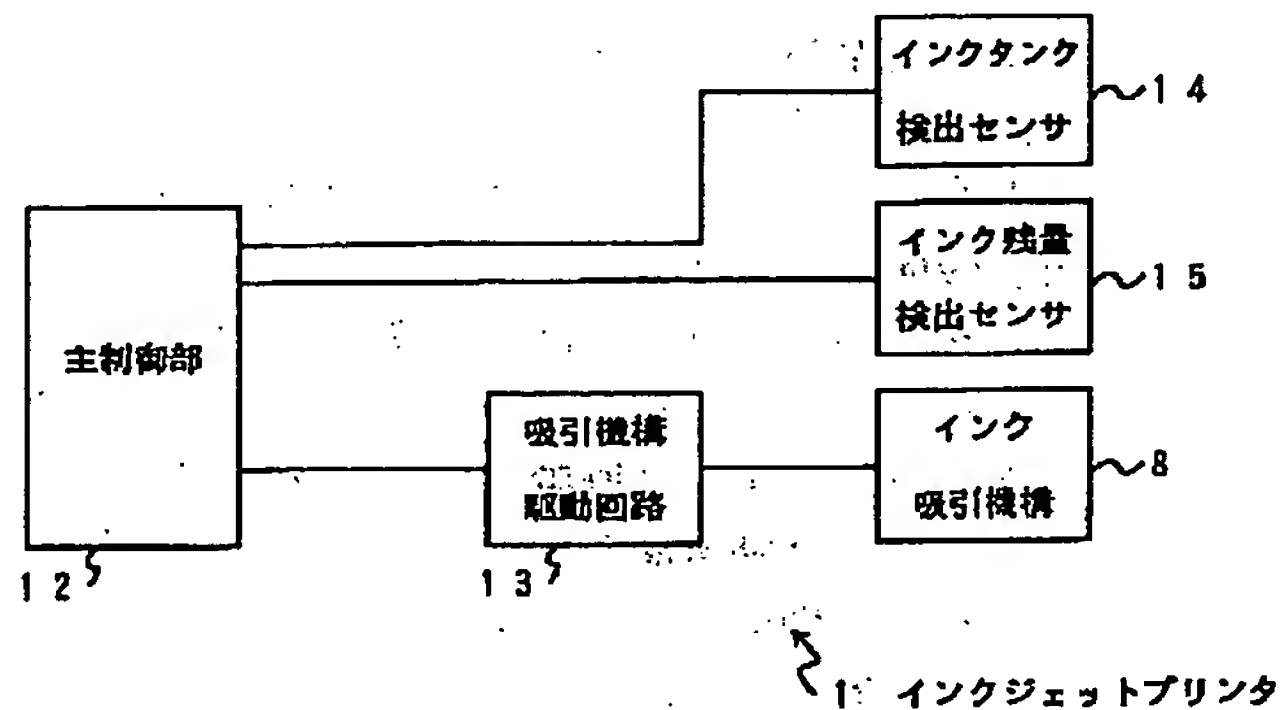 インクタンク
検出センサ
14
インク残量
検出センサ
15
主制御部
12
吸引機構
駆動回路
13
インク
吸引機構
8
1 インクジェットプリンタ